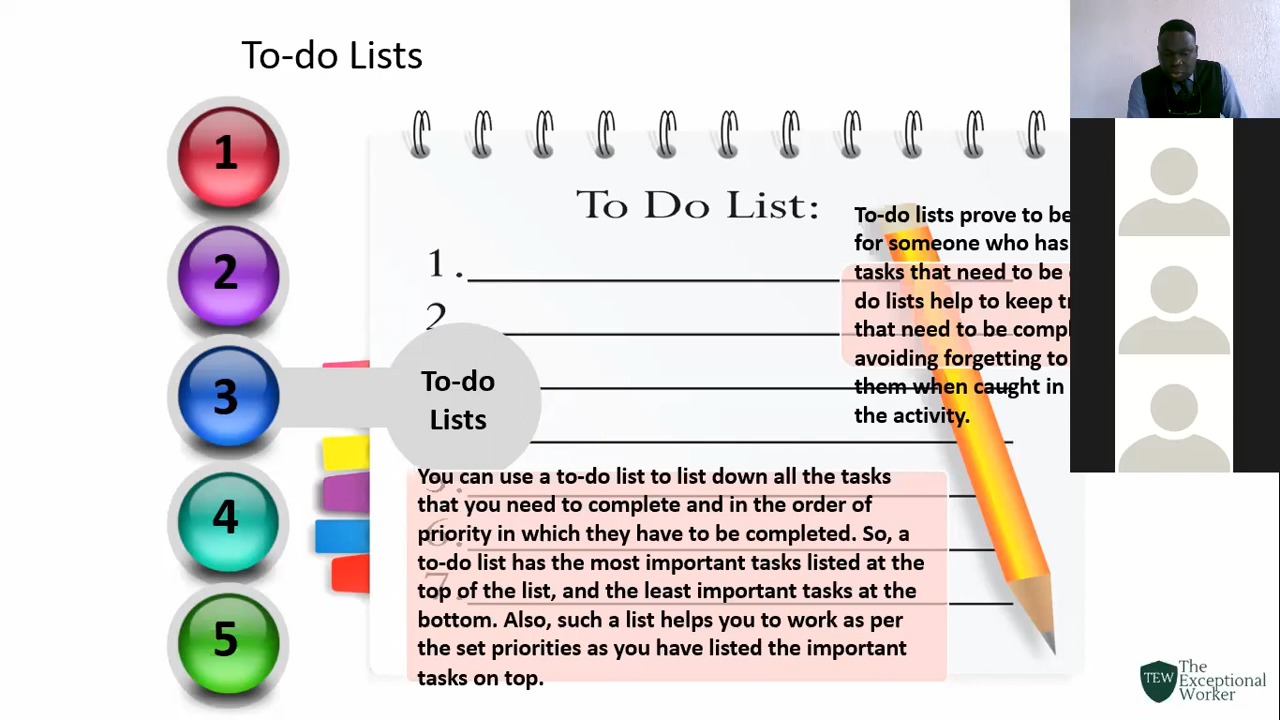 To-do Lists
1
2
3
4
5
To Do List:
1.
2
To-do
Lists
To-do lists prove to be
for someone who has
tasks that need to be
do lists help to keep
that need to be
avoiding forgetting to
them when caught in
the activity.
You can use a to-do list to list down all the tasks
that you need to complete and in the order of
priority in which they have to be completed. So, a
to-do list has the most important tasks listed at the
top of the list, and the least important tasks at the
bottom. Also, such a list helps you to work as per
the set priorities as you have listed the important
tasks on top.
5.
6.
7.
TEW
The
Exceptional
Worker